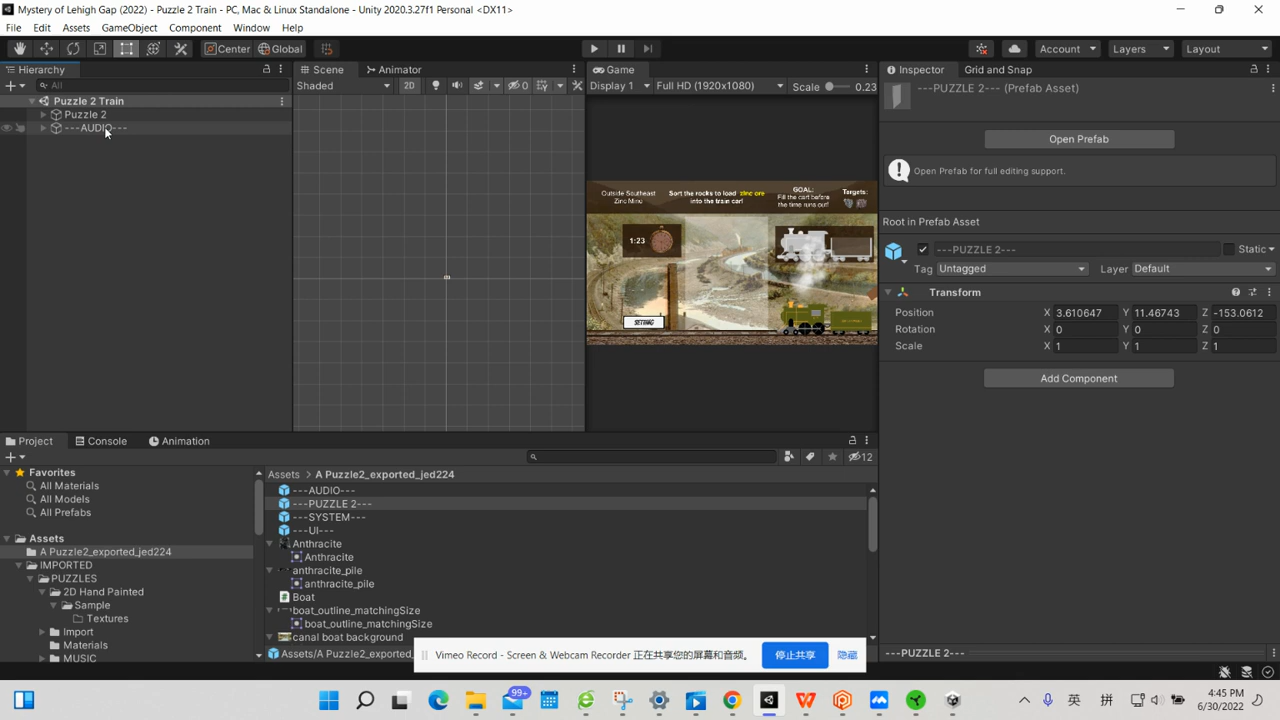 Mystery of Lehigh Gap (2022) - Puzzle 2 Train - PC, Mac & Linux Standalone - Unity 2020.3.27f1 Personal <DX11>
File Edit Assets GameObject Component Window Help
Center Global Account Layers Layout
Hierarchy Scene Animator Game Inspector Grid and Snap
All Shaded 2D 0 Display 1 Full HD (1920x1080) Scale 0.23
---PUZZLE 2--- (Prefab Asset)
Puzzle 2 Train
Puzzle 2
---AUDIO---
Open Prefab
Open Prefab for full editing support.
Outside Southeast
Zinc Mine
Sort the rocks to load zinc ore
into the train car!
GOAL:
Fill the cart before
the time runs out!
Targets:
1:23
SETTING
Root in Prefab Asset
---PUZZLE 2--- Static
Tag Untagged Layer Default
Transform
Position X 3.610647 Y 11.46743 Z -153.0612
Rotation X 0 Y 0 Z 0
Scale X 1 Y 1 Z 1
Add Component
Project Console Animation
12
Favorites
All Materials
All Models
All Prefabs
Assets
A Puzzle2_exported_jed224
IMPORTED
PUZZLES
2D Hand Painted
Sample
Textures
Import
Materials
MUSIC
Assets > A Puzzle2_exported_jed224
---AUDIO---
---PUZZLE 2---
---SYSTEM---
---UI---
Anthracite
Anthracite
anthracite_pile
anthracite_pile
Boat
boat_outline_matchingSize
boat_outline_matchingSize
canal boat background
Assets/A Puzzle2_exported_
Vimeo Record - Screen & Webcam Recorder 正在共享您的屏幕和音频。 停止共享 隐藏
---PUZZLE 2---
99+
英 拼
4:45 PM
6/30/2022